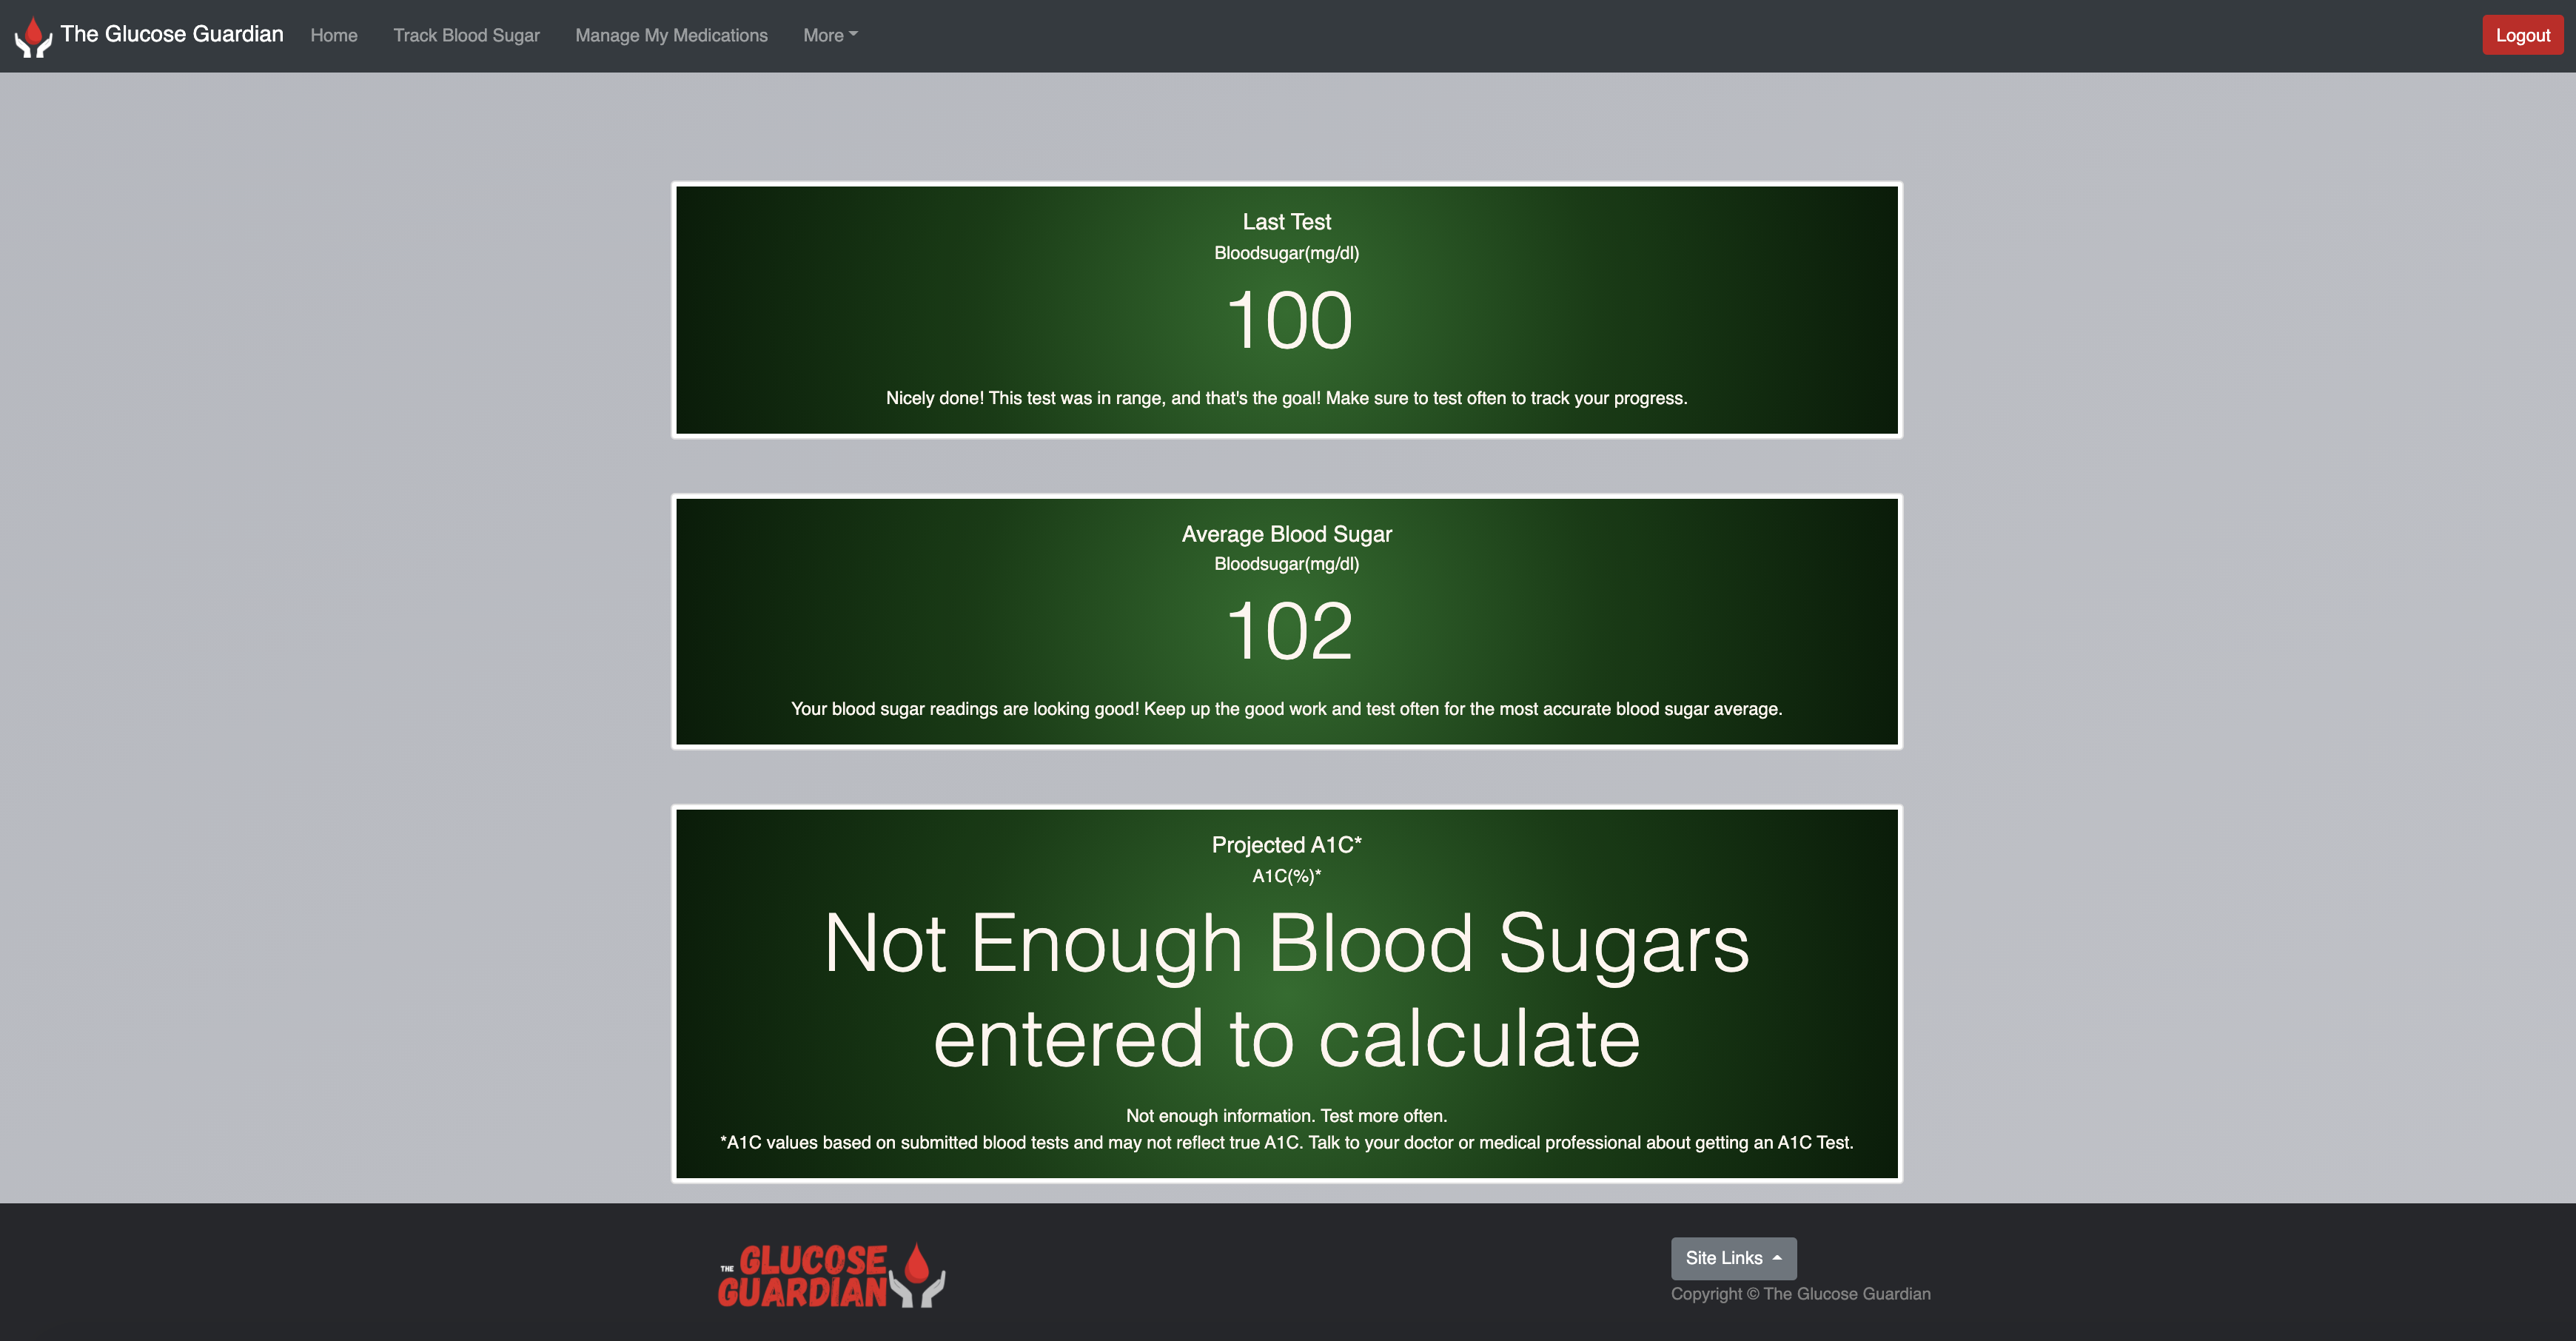 The Glucose Guardian Home Track Blood Sugar Manage My Medications More Logout
Last Test
Bloodsugar(mg/dl)
100
Nicely done! This test was in range, and that's the goal! Make sure to test often to track your progress.
Average Blood Sugar
Bloodsugar(mg/dl)
102
Your blood sugar readings are looking good! Keep up the good work and test often for the most accurate blood sugar average.
Projected A1C*
A1C(%)*
Not Enough Blood Sugars
entered to calculate
Not enough information. Test more often.
*A1C values based on submitted blood tests and may not reflect true A1C. Talk to your doctor or medical professional about getting an A1C Test.
THE GLUCOSE
GUARDIAN
Site Links
Copyright © The Glucose Guardian